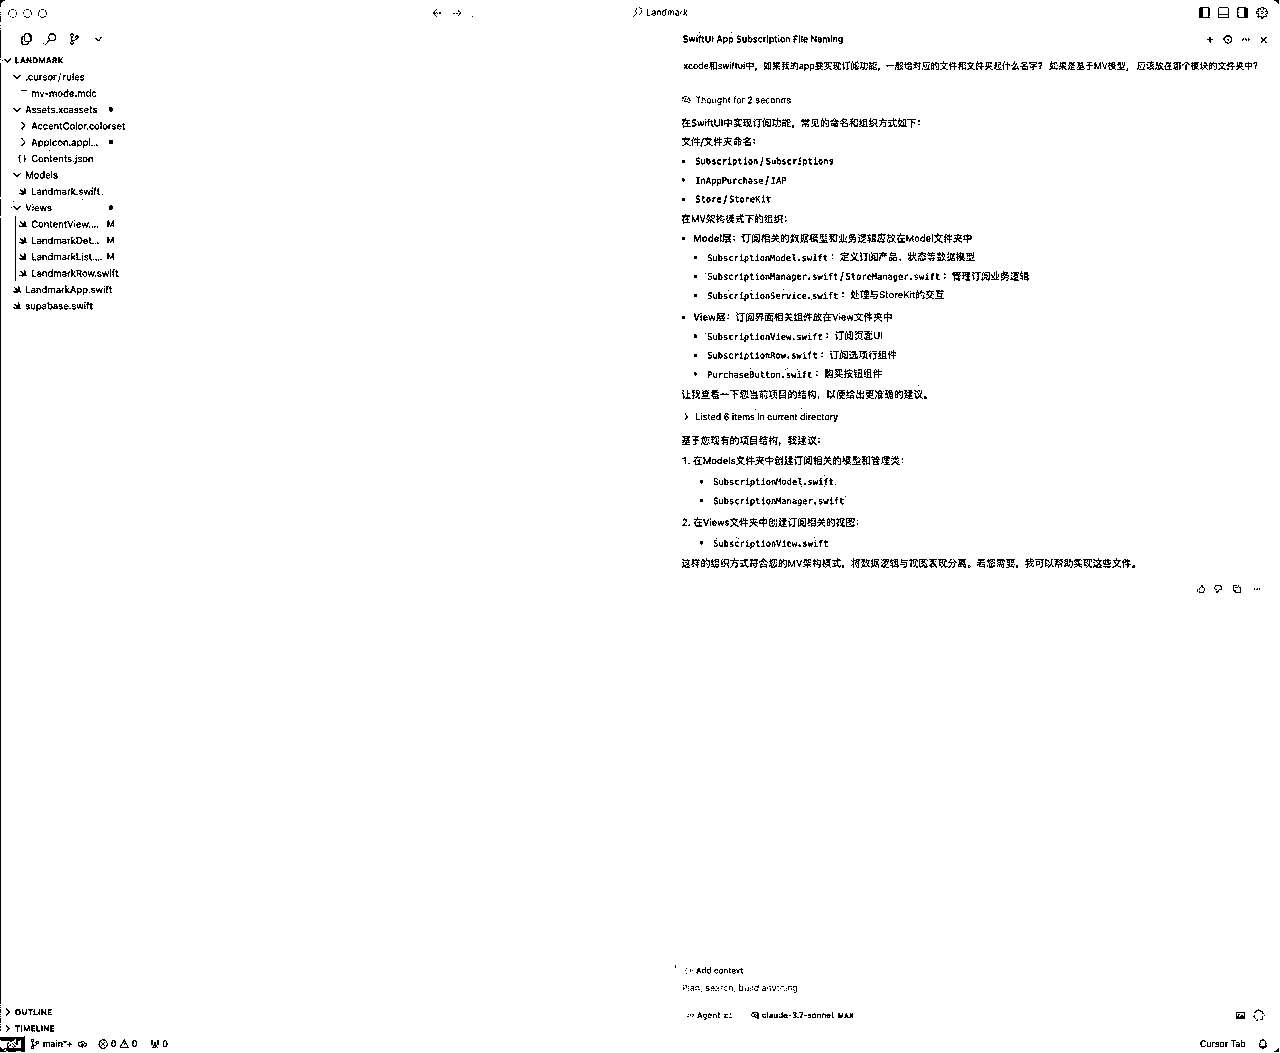 Landmark
LANDMARK
.cursor/rules
mv-mode.mdc
Assets.xcassets
AccentColor.colorset
AppIcon.appi...
Contents.json
Models
Landmark.swift
Views
ContentView.... M
LandmarkDet... M
LandmarkList.... M
LandmarkRow.swift
LandmarkApp.swift
supabase.swift
OUTLINE
TIMELINE
main*+ 0 0 0
SwiftUI App Subscription File Naming
xcode和swiftui中，如果我的app要实现订阅功能，一般给对应的文件和文件夹起什么名字？ 如果是基于MV模型， 应该放在那个模块的文件夹中？
Thought for 2 seconds
在SwiftUI中实现订阅功能，常见的命名和组织方式如下：
文件/文件夹命名：
• Subscription/Subscriptions
• InAppPurchase/IAP
• Store/StoreKit
在MV架构模式下的组织：
• Model层：订阅相关的数据模型和业务逻辑应放在Model文件夹中
• SubscriptionModel.swift：定义订阅产品、状态等数据模型
• SubscriptionManager.swift/StoreManager.swift：管理订阅业务逻辑
• SubscriptionService.swift：处理与StoreKit的交互
• View层：订阅界面相关组件放在View文件夹中
• SubscriptionView.swift：订阅页面UI
• SubscriptionRow.swift：订阅选项行组件
• PurchaseButton.swift：购买按钮组件
让我查看一下您当前项目的结构，以便给出更准确的建议。
Listed 6 items in current directory
基于您现有的项目结构，我建议：
1. 在Models文件夹中创建订阅相关的模型和管理类：
• SubscriptionModel.swift
• SubscriptionManager.swift
2. 在Views文件夹中创建订阅相关的视图：
• SubscriptionView.swift
这样的组织方式符合您的MV架构模式，将数据逻辑与视图表现分离。若您需要，我可以帮助实现这些文件。
Add context
Plan, search, build anything
Agent claude-3.7-sonnet MAX
Cursor Tab